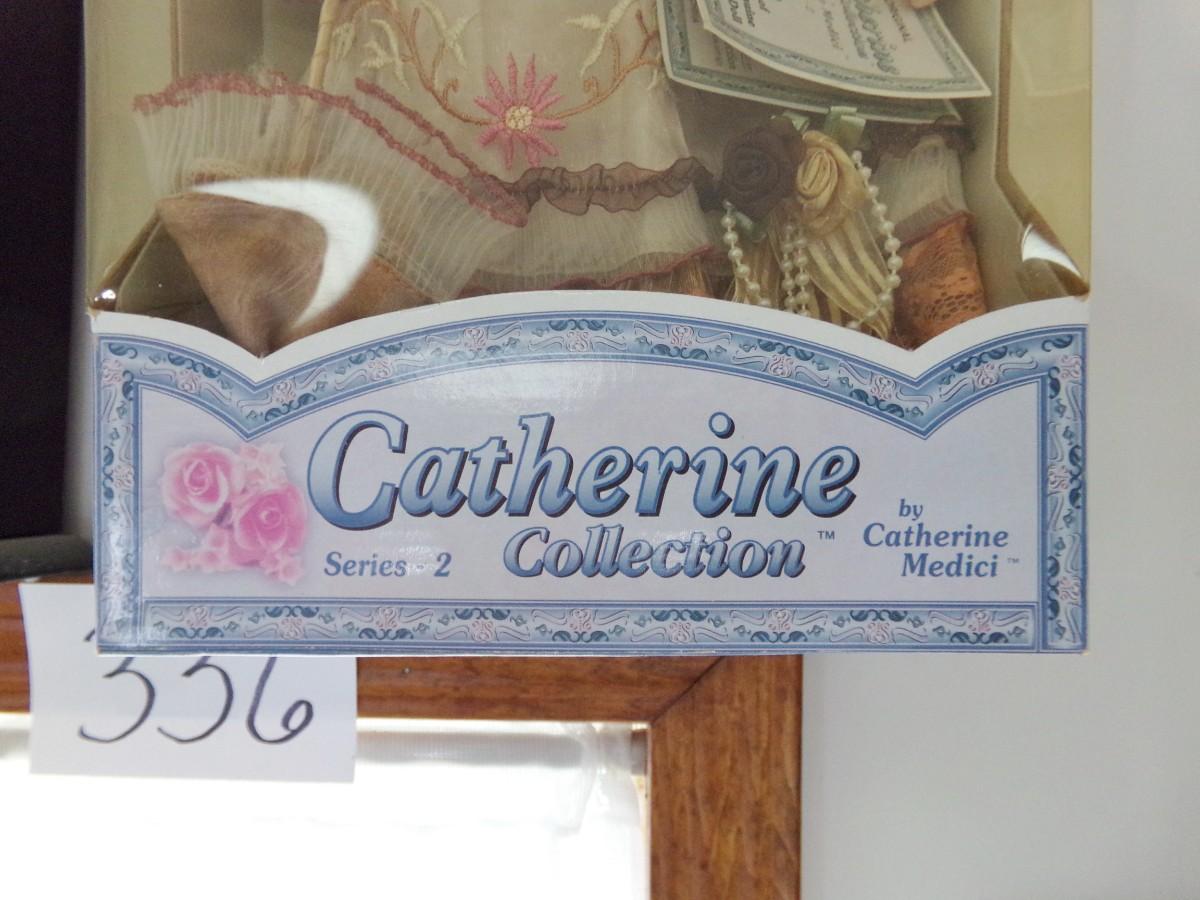 Catherine
Collection™
Series 2
by
Catherine
Medici™
336